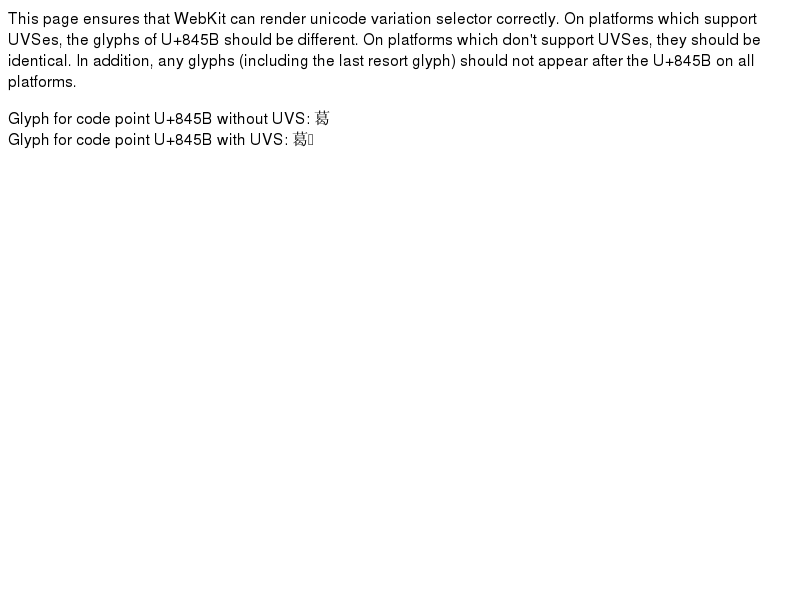 This page ensures that WebKit can render unicode variation selector correctly. On platforms which support
UVSes, the glyphs of U+845B should be different. On platforms which don't support UVSes, they should be
identical. In addition, any glyphs (including the last resort glyph) should not appear after the U+845B on all
platforms.
Glyph for code point U+845B without UVS: 葛
Glyph for code point U+845B with UVS: 葛▯